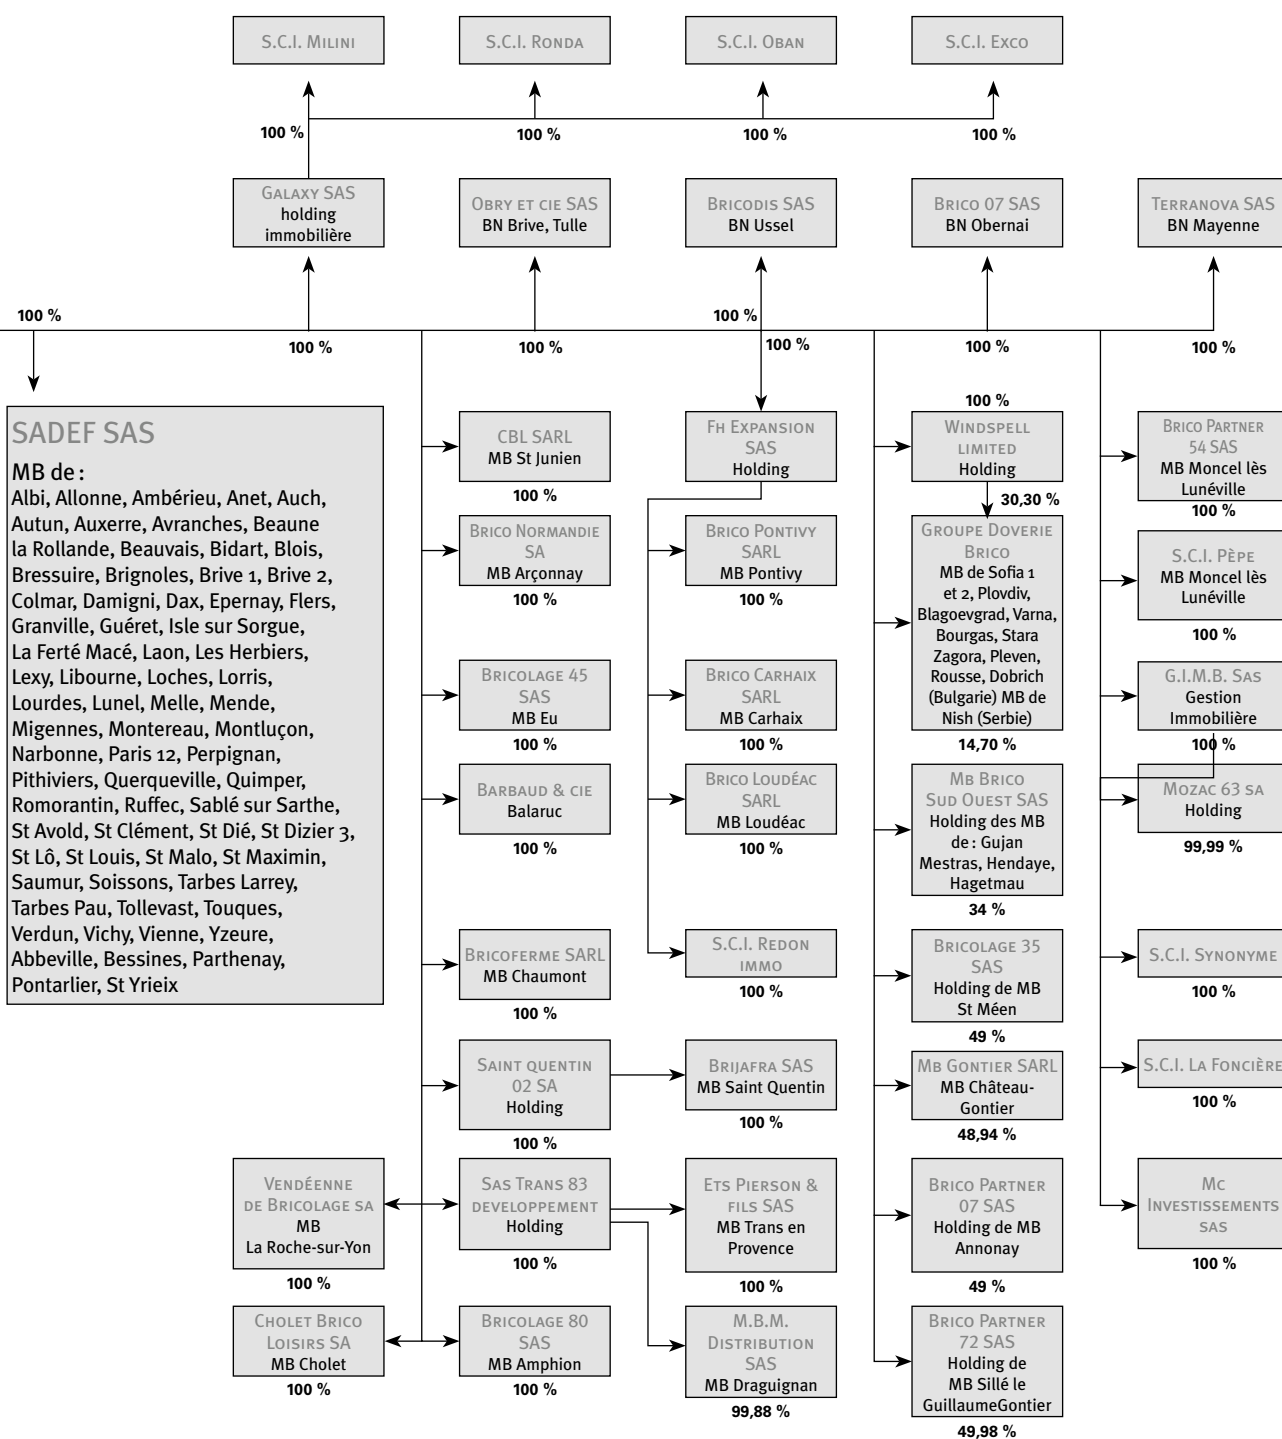 S.C.I. Milini
S.C.I. Ronda
S.C.I. Oban
S.C.I. Exco
100 %
100 %
100 %
100 %
Galaxy SAS
holding
immobilière
Obry et cie SAS
BN Brive, Tulle
Bricodis SAS
BN Ussel
Brico 07 SAS
BN Obernai
Terranova SAS
BN Mayenne
100 %
100 %
100 %
100 %
100 %
100 %
100 %
SADEF SAS
MB de :
Albi, Allonne, Ambérieu, Anet, Auch,
Autun, Auxerre, Avranches, Beaune
la Rollande, Beauvais, Bidart, Blois,
Bressuire, Brignoles, Brive 1, Brive 2,
Colmar, Damigni, Dax, Epernay, Flers,
Granville, Guéret, Isle sur Sorgue,
La Ferté Macé, Laon, Les Herbiers,
Lexy, Libourne, Loches, Lorris,
Lourdes, Lunel, Melle, Mende,
Migennes, Montereau, Montluçon,
Narbonne, Paris 12, Perpignan,
Pithiviers, Querqueville, Quimper,
Romorantin, Ruffec, Sablé sur Sarthe,
St Avold, St Clément, St Dié, St Dizier 3,
St Lô, St Louis, St Malo, St Maximin,
Saumur, Soissons, Tarbes Larrey,
Tarbes Pau, Tollevast, Touques,
Verdun, Vichy, Vienne, Yzeure,
Abbeville, Bessines, Parthenay,
Pontarlier, St Yrieix
Vendéenne
de Bricolage sa
MB
La Roche-sur-Yon
100 %
Cholet Brico
Loisirs SA
MB Cholet
100 %
CBL SARL
MB St Junien
100 %
Brico Normandie
SA
MB Arçonnay
100 %
Bricolage 45
SAS
MB Eu
100 %
Barbaud & cie
Balaruc
100 %
Bricoferme SARL
MB Chaumont
100 %
Saint quentin
02 SA
Holding
100 %
Sas Trans 83
developpement
Holding
100 %
Bricolage 80
SAS
MB Amphion
100 %
Fh Expansion
SAS
Holding
Brico Pontivy
SARL
MB Pontivy
100 %
Brico Carhaix
SARL
MB Carhaix
100 %
Brico Loudéac
SARL
MB Loudéac
100 %
S.C.I. Redon
immo
100 %
Brijafra SAS
MB Saint Quentin
100 %
Ets Pierson &
fils SAS
MB Trans en
Provence
100 %
M.B.M.
Distribution
SAS
MB Draguignan
99,88 %
100 %
Windspell
limited
Holding
30,30 %
Groupe Doverie
Brico
MB de Sofia 1
et 2, Plovdiv,
Blagoevgrad, Varna,
Bourgas, Stara
Zagora, Pleven,
Rousse, Dobrich
(Bulgarie) MB de
Nish (Serbie)
14,70 %
Mb Brico
Sud Ouest SAS
Holding des MB
de : Gujan
Mestras, Hendaye,
Hagetmau
34 %
Bricolage 35
SAS
Holding de MB
St Méen
49 %
Mb Gontier SARL
MB Château-
Gontier
48,94 %
Brico Partner
07 SAS
Holding de MB
Annonay
49 %
Brico Partner
72 SAS
Holding de
MB Sillé le
GuillaumeGontier
49,98 %
Brico Partner
54 SAS
MB Moncel lès
Lunéville
100 %
S.C.I. Pèpe
MB Moncel lès
Lunéville
100 %
G.I.M.B. Sas
Gestion
Immobilière
100 %
Mozac 63 sa
Holding
99,99 %
S.C.I. Synonyme
100 %
S.C.I. La Foncière
100 %
Mc
Investissements
sas
100 %